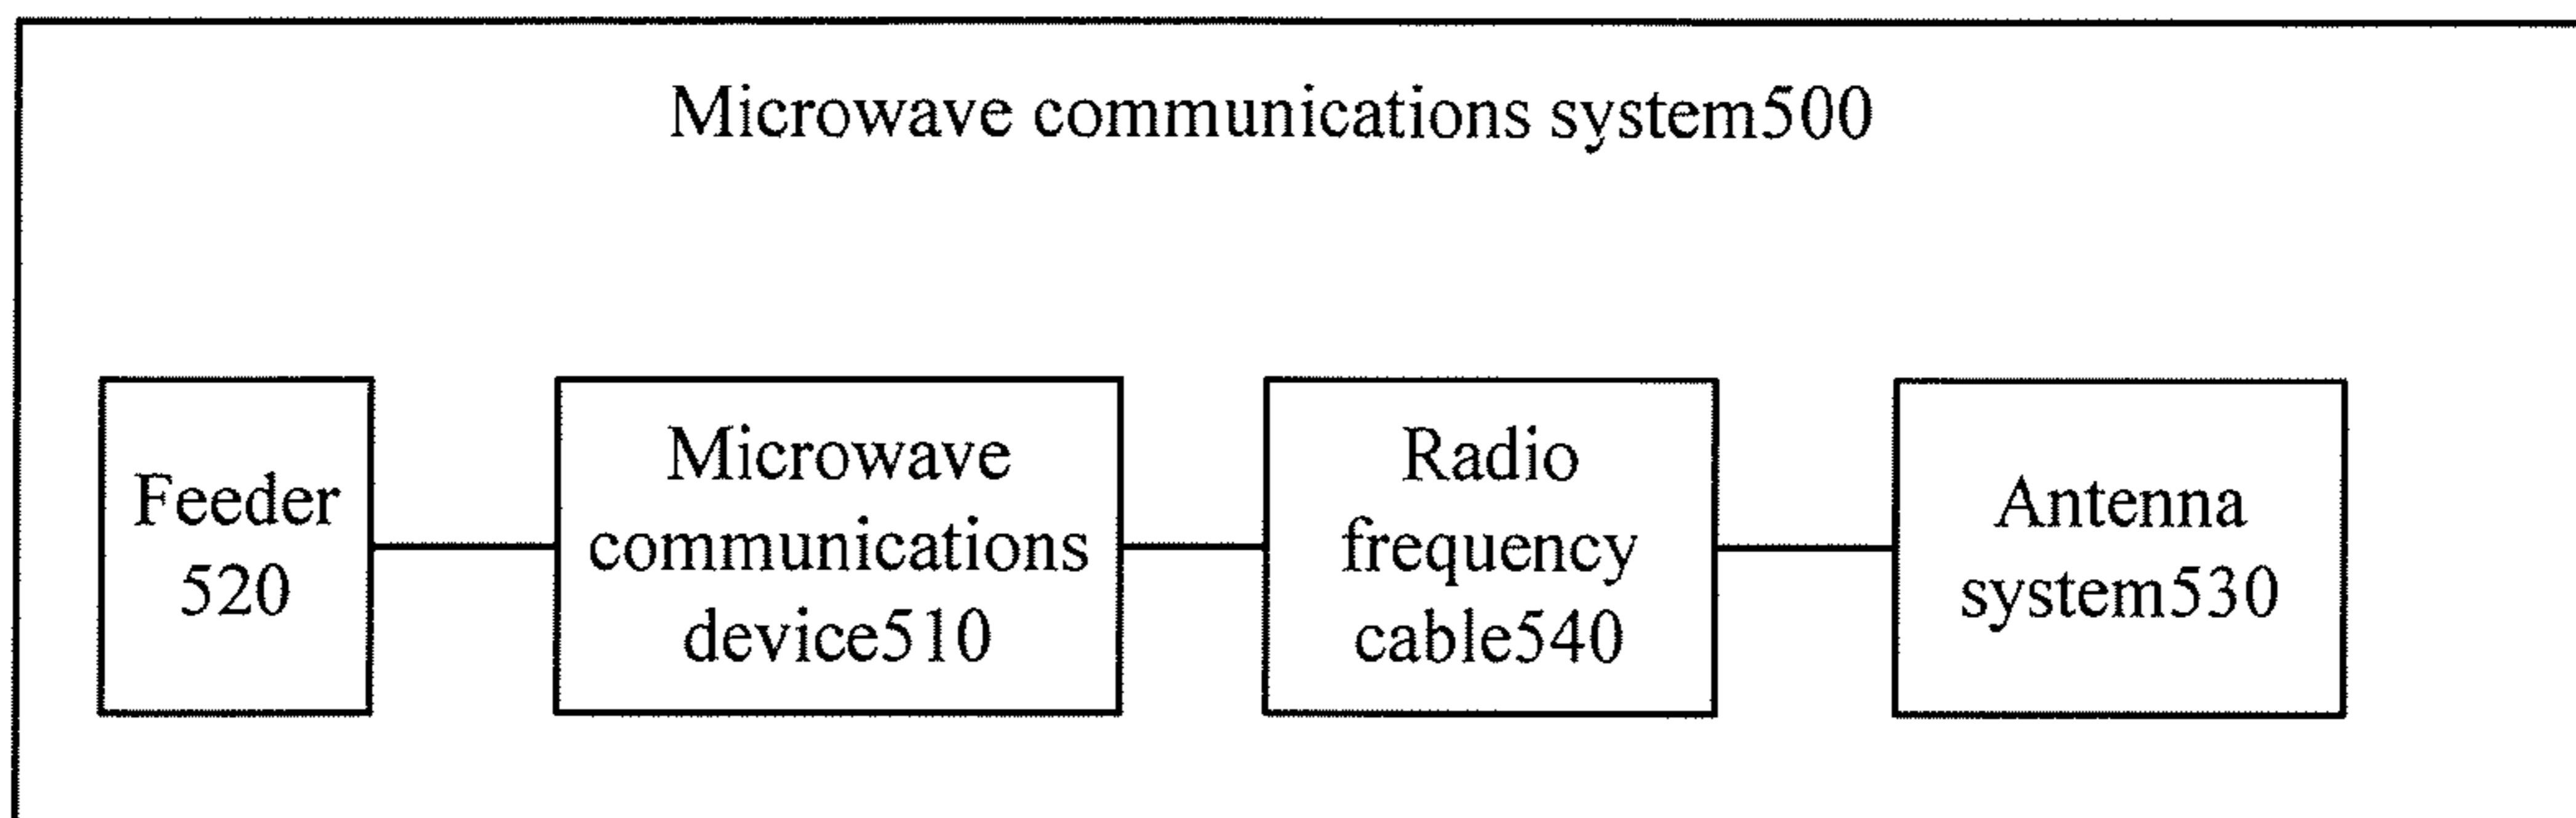 Microwave communications system500
Feeder
520
Microwave
communications
device510
Radio
frequency
cable540
Antenna
system530